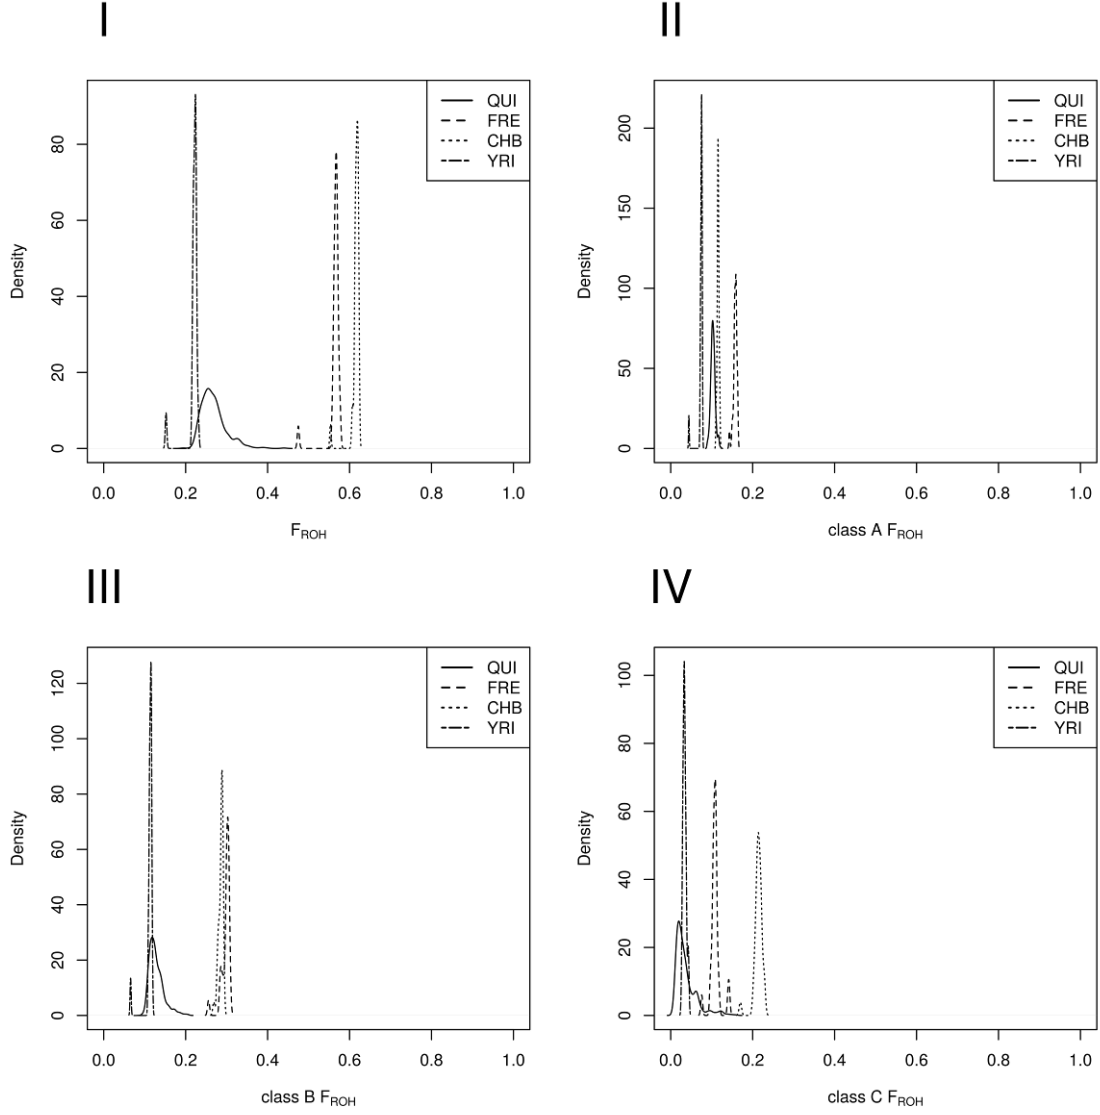 I
Density
0 20 40 60 80
QUI
FRE
CHB
YRI
0.0 0.2 0.4 0.6 0.8 1.0
FROH
II
Density
0 50 100 150 200
QUI
FRE
CHB
YRI
0.0 0.2 0.4 0.6 0.8 1.0
class A FROH
III
Density
0 20 40 60 80 100 120
QUI
FRE
CHB
YRI
0.0 0.2 0.4 0.6 0.8 1.0
class B FROH
IV
Density
0 20 40 60 80 100
QUI
FRE
CHB
YRI
0.0 0.2 0.4 0.6 0.8 1.0
class C FROH